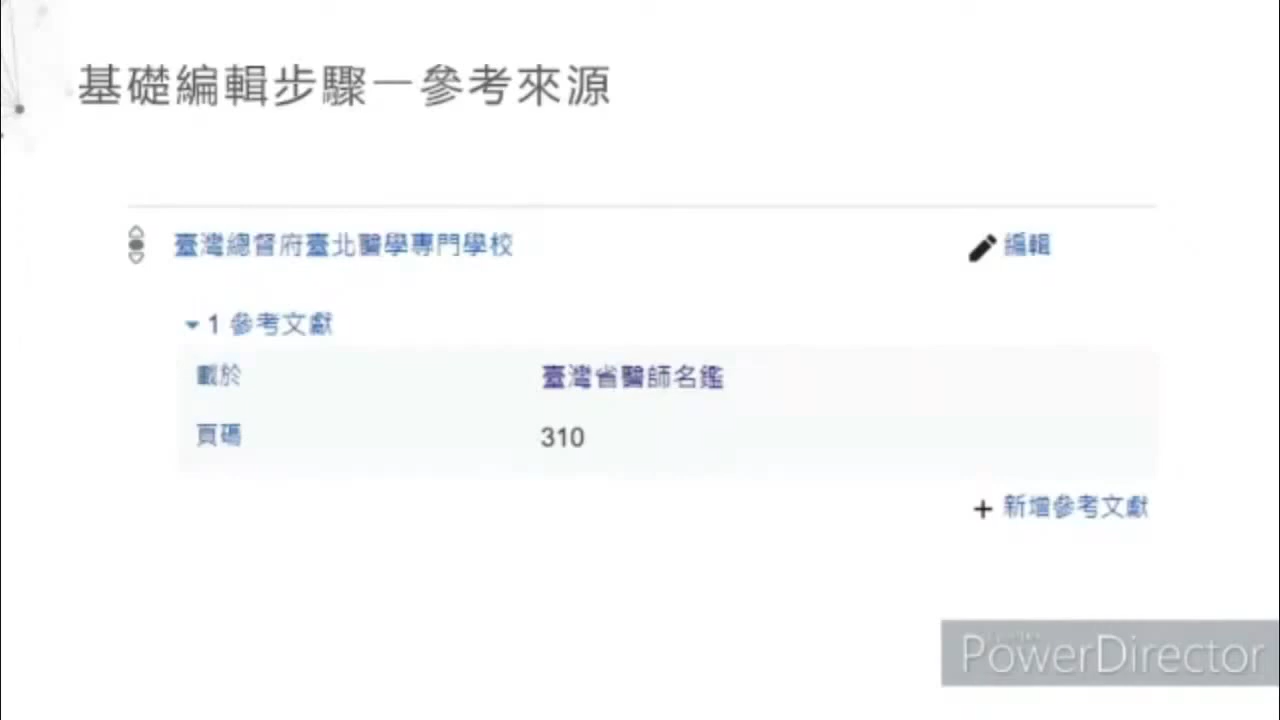 基礎編輯步驟—參考來源
臺灣總督府臺北醫學專門學校
編輯
1 參考文獻
載於 臺灣省醫師名鑑
頁碼 310
+ 新增參考文獻
PowerDirector